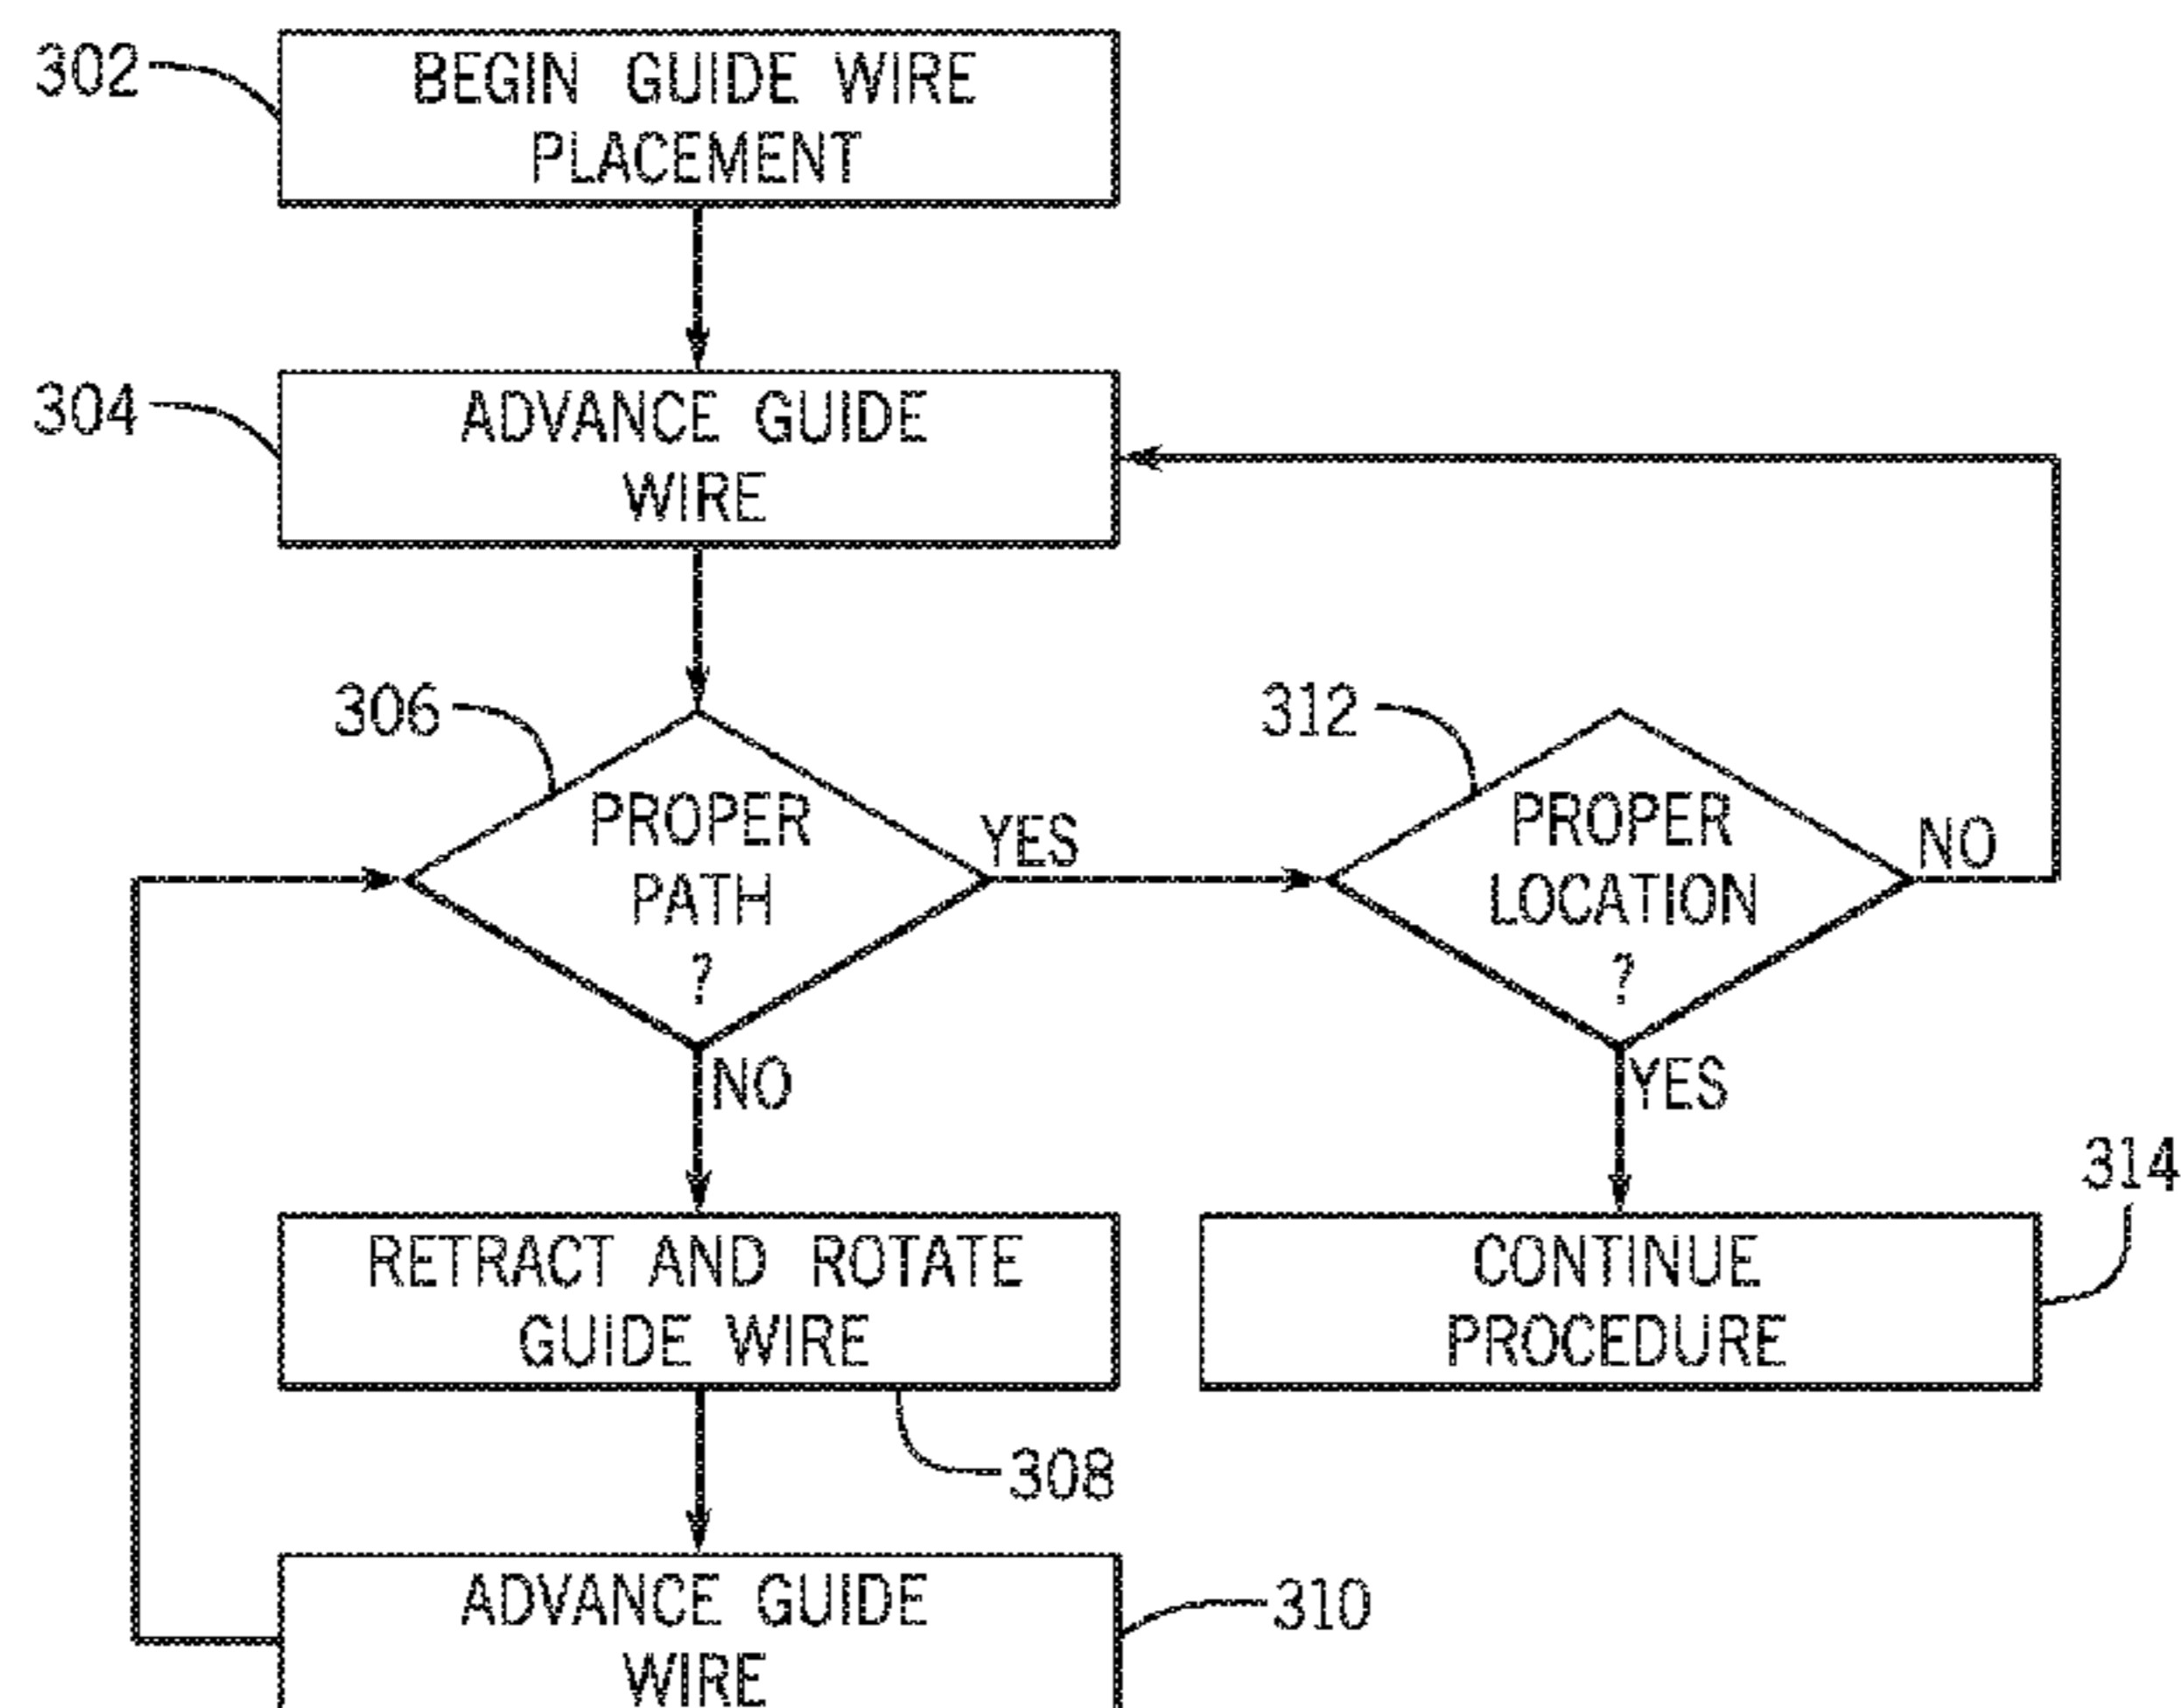 302
BEGIN GUIDE WIRE
PLACEMENT
304
ADVANCE GUIDE
WIRE
306
PROPER
PATH
?
YES
NO
312
PROPER
LOCATION
?
NO
YES
RETRACT AND ROTATE
GUIDE WIRE
308
CONTINUE
PROCEDURE
314
ADVANCE GUIDE
WIRE
310